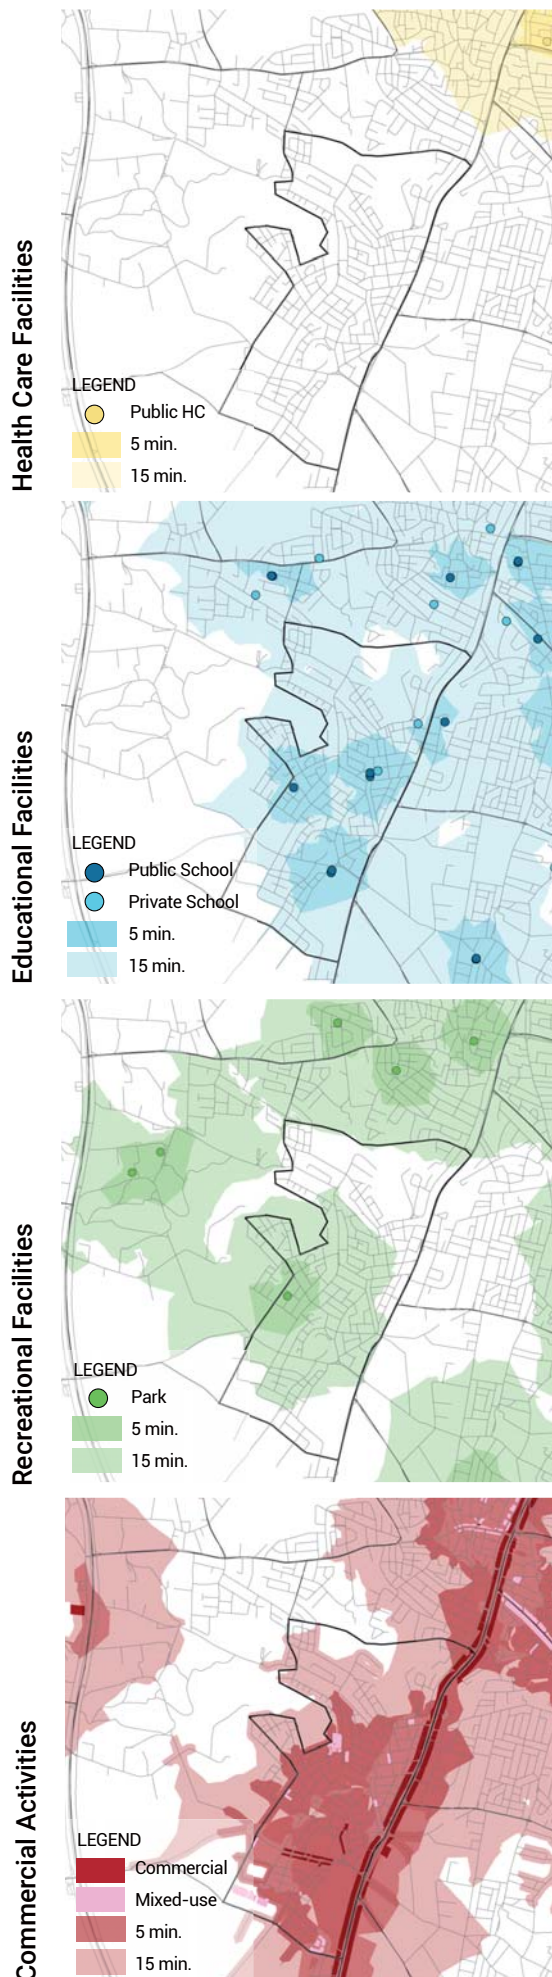 Health Care Facilities
LEGEND
Public HC
5 min.
15 min.
Educational Facilities
LEGEND
Public School
Private School
5 min.
15 min.
Recreational Facilities
LEGEND
Park
5 min.
15 min.
Commercial Activities
LEGEND
Commercial
Mixed-use
5 min.
15 min.